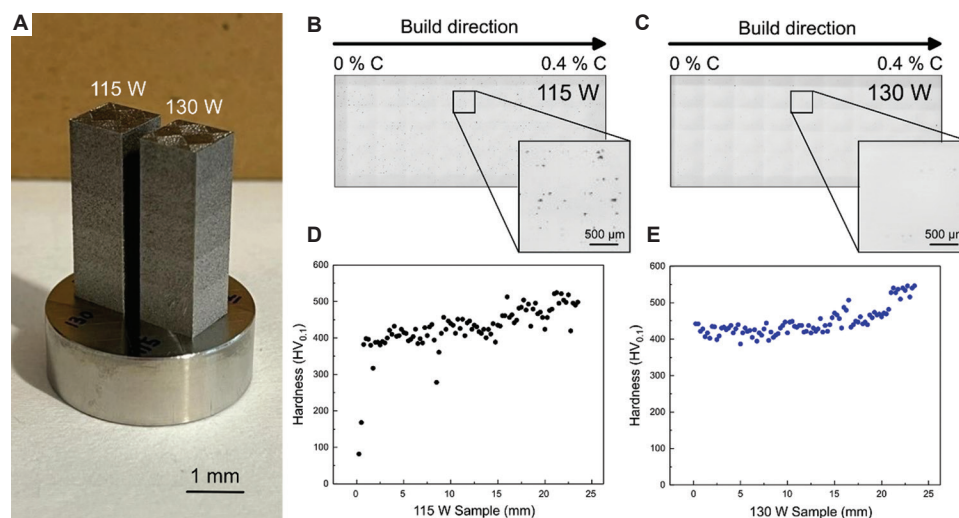 A
115 W
130 W
130
115
1 mm
B
Build direction
0 % C
0.4 % C
115 W
500 µm
C
Build direction
0 % C
0.4 % C
130 W
500 µm
D
Hardness (HV0.1)
600
500
400
300
200
100
0
0
5
10
15
20
25
115 W Sample (mm)
E
Hardness (HV0.1)
600
500
400
300
200
100
0
0
5
10
15
20
25
130 W Sample (mm)